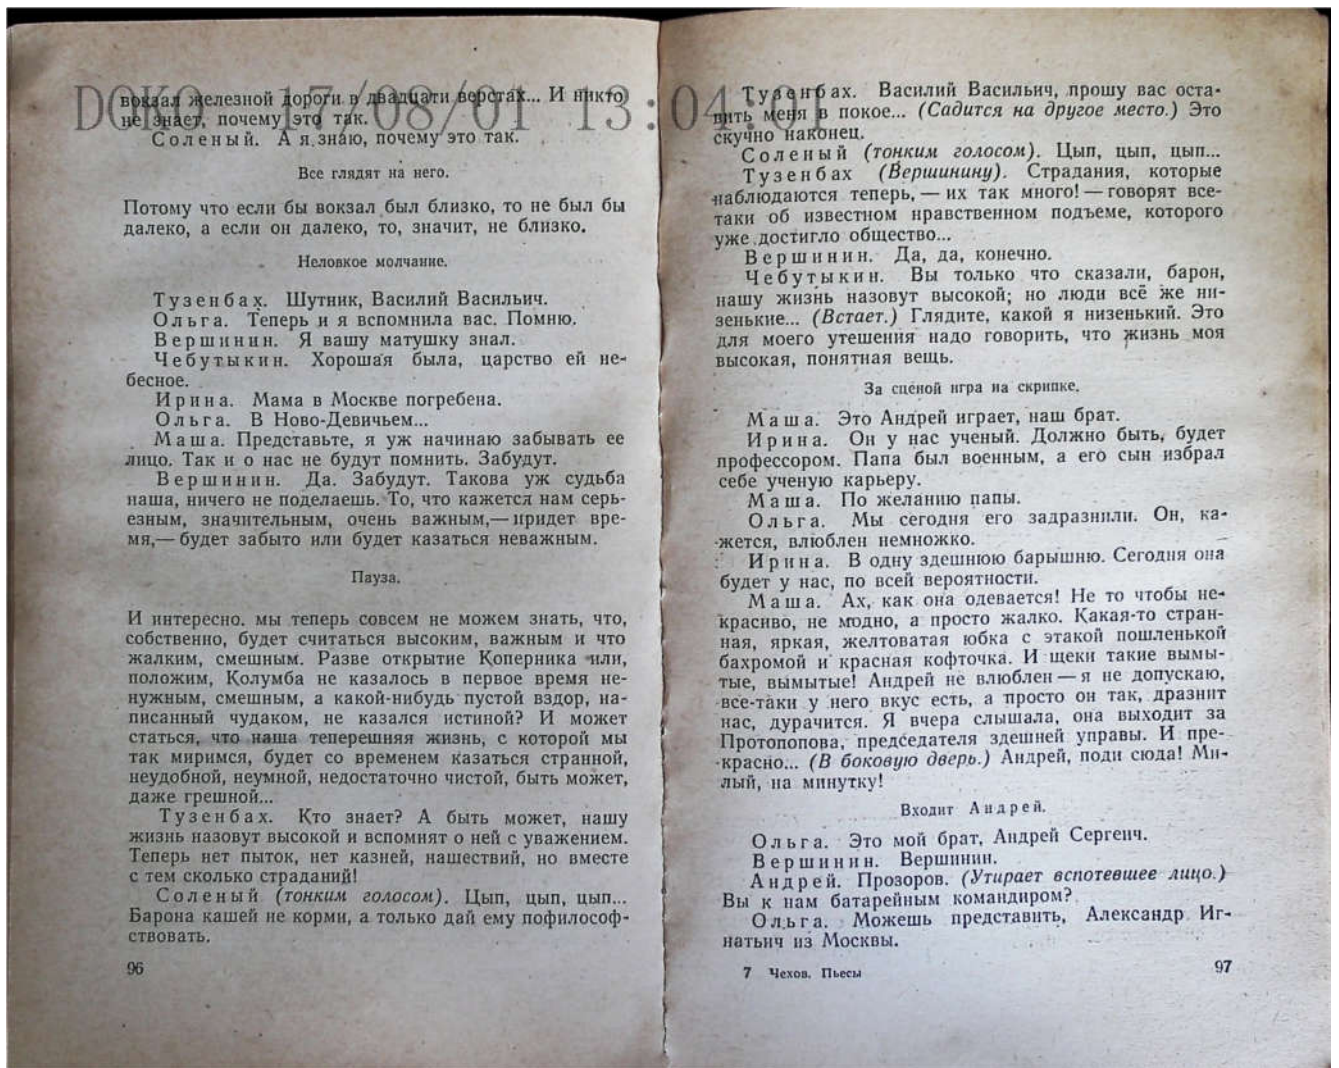 DOKO 17/08/01 13:04:01
вокзал железной дороги в двадцати верстах... И никто
не знает, почему это так.
Соленый. А я знаю, почему это так.
Все глядят на него.
Потому что если бы вокзал был близко, то не был бы
далеко, а если он далеко, то, значит, не близко.
Неловкое молчание.
Тузенбах. Шутник, Василий Васильич.
Ольга. Теперь и я вспомнила вас. Помню.
Вершинин. Я вашу матушку знал.
Чебутыкин. Хорошая была, царство ей не-
бесное.
Ирина. Мама в Москве погребена.
Ольга. В Ново-Девичьем...
Маша. Представьте, я уж начинаю забывать ее
лицо. Так и о нас не будут помнить. Забудут.
Вершинин. Да. Забудут. Такова уж судьба
наша, ничего не поделаешь. То, что кажется нам серь-
езным, значительным, очень важным,— придет вре-
мя,— будет забыто или будет казаться неважным.
Пауза.
И интересно. мы теперь совсем не можем знать, что,
собственно, будет считаться высоким, важным и что
жалким, смешным. Разве открытие Коперника или,
положим, Колумба не казалось в первое время не-
нужным, смешным, а какой-нибудь пустой вздор, на-
писанный чудаком, не казался истиной? И может
статься, что наша теперешняя жизнь, с которой мы
так миримся, будет со временем казаться странной,
неудобной, неумной, недостаточно чистой, быть может,
даже грешной...
Тузенбах. Кто знает? А быть может, нашу
жизнь назовут высокой и вспомнят о ней с уважением.
Теперь нет пыток, нет казней, нашествий, но вместе
с тем сколько страданий!
Соленый (тонким голосом). Цып, цып, цып...
Барона кашей не корми, а только дай ему пофилософ-
ствовать.
96
Тузенбах. Василий Васильич, прошу вас оста-
вить меня в покое... (Садится на другое место.) Это
скучно наконец.
Соленый (тонким голосом). Цып, цып, цып...
Тузенбах (Вершинину). Страдания, которые
наблюдаются теперь, — их так много! — говорят все-
таки об известном нравственном подъеме, которого
уже достигло общество...
Вершинин. Да, да, конечно.
Чебутыкин. Вы только что сказали, барон,
нашу жизнь назовут высокой; но люди всё же ни-
зенькие... (Встает.) Глядите, какой я низенький. Это
для моего утешения надо говорить, что жизнь моя
высокая, понятная вещь.
За сценой игра на скрипке.
Маша. Это Андрей играет, наш брат.
Ирина. Он у нас ученый. Должно быть, будет
профессором. Папа был военным, а его сын избрал
себе ученую карьеру.
Маша. По желанию папы.
Ольга. Мы сегодня его задразнили. Он, ка-
жется, влюблен немножко.
Ирина. В одну здешнюю барышню. Сегодня она
будет у нас, по всей вероятности.
Маша. Ах, как она одевается! Не то чтобы не-
красиво, не модно, а просто жалко. Какая-то стран-
ная, яркая, желтоватая юбка с этакой пошленькой
бахромой и красная кофточка. И щеки такие вымы-
тые, вымытые! Андрей не влюблен — я не допускаю,
все-таки у него вкус есть, а просто он так, дразнит
нас, дурачится. Я вчера слышала, она выходит за
Протопопова, председателя здешней управы. И пре-
красно... (В боковую дверь.) Андрей, поди сюда! Ми-
лый, на минутку!
Входит Андрей.
Ольга. Это мой брат, Андрей Сергеич.
Вершинин. Вершинин.
Андрей. Прозоров. (Утирает вспотевшее лицо.)
Вы к нам батарейным командиром?
Ольга. Можешь представить, Александр Иг-
натьич из Москвы.
7 Чехов. Пьесы
97